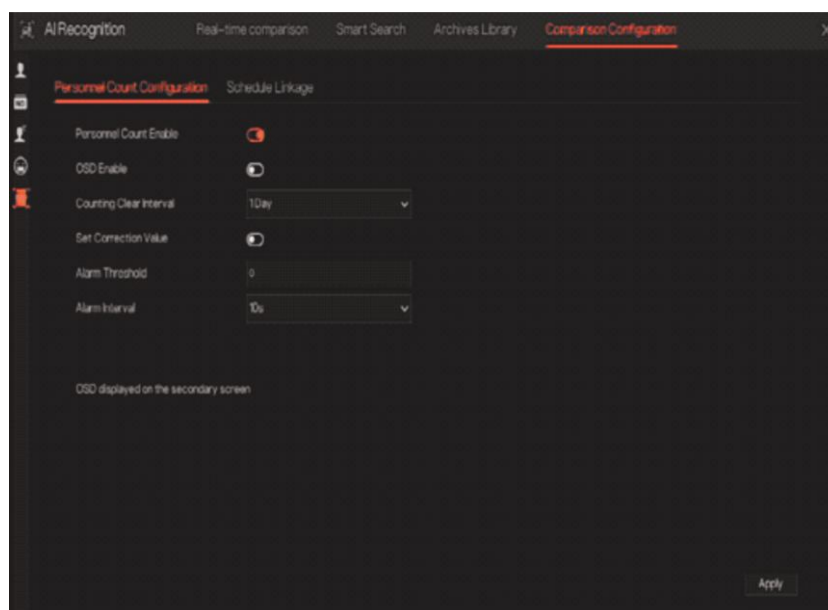 AI Recognition Real-time comparison Smart Search Archives Library Comparison Configuration
Personnel Count Configuration Schedule Linkage
Personnel Count Enable
OSD Enable
Counting Clear Interval 1Day
Set Correction Value
Alarm Threshold 0
Alarm Interval 10s
OSD displayed on the secondary screen
Apply